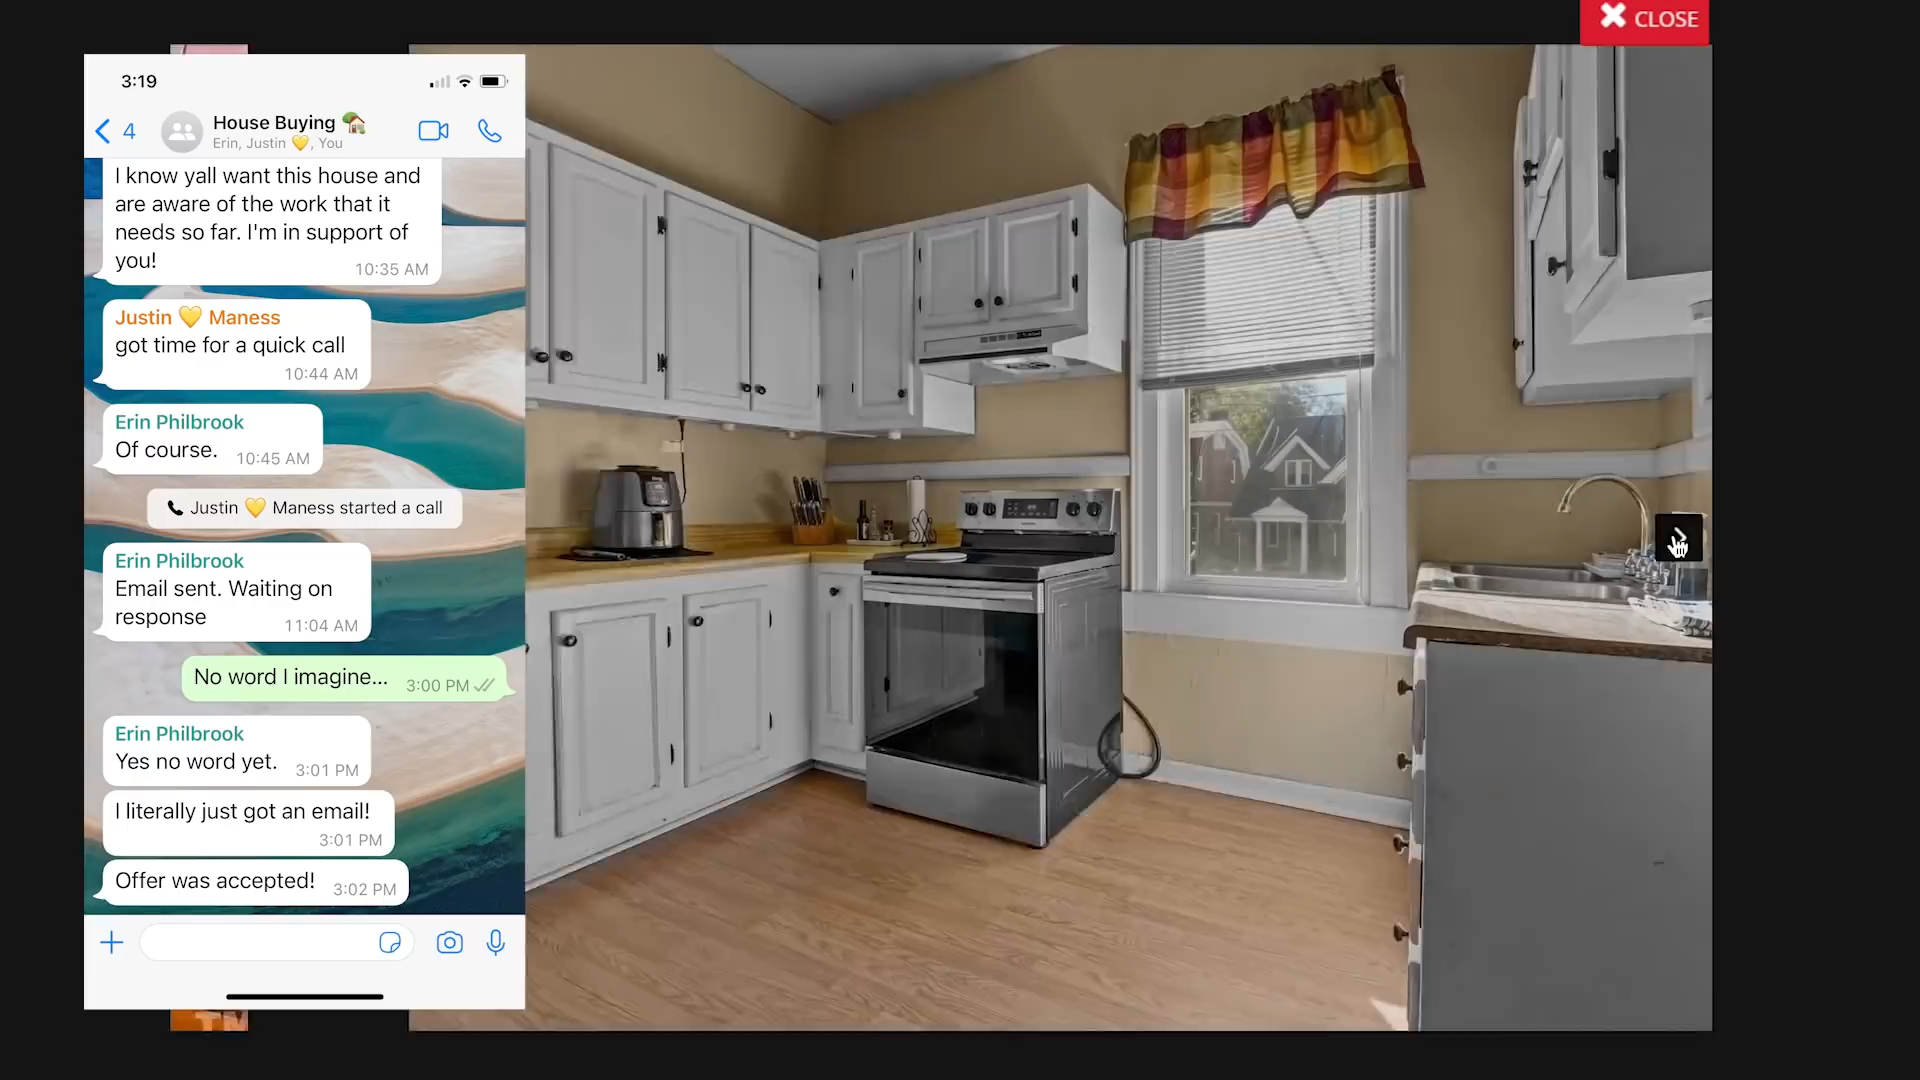 CLOSE
3:19
4
House Buying 🏡
Erin, Justin 💛, You
I know yall want this house and
are aware of the work that it
needs so far. I'm in support of
you!
10:35 AM
Justin 💛 Maness
got time for a quick call
10:44 AM
Erin Philbrook
Of course. 10:45 AM
Justin 💛 Maness started a call
Erin Philbrook
Email sent. Waiting on
response 11:04 AM
No word I imagine... 3:00 PM
Erin Philbrook
Yes no word yet. 3:01 PM
I literally just got an email!
3:01 PM
Offer was accepted! 3:02 PM